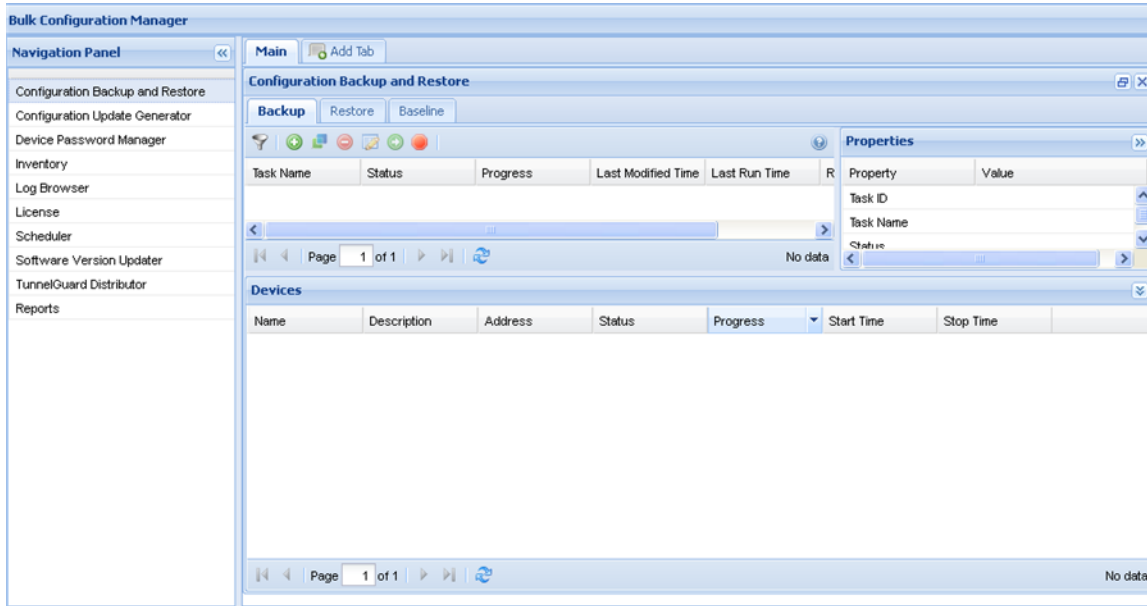 Bulk Configuration Manager
Navigation Panel
Configuration Backup and Restore
Configuration Update Generator
Device Password Manager
Inventory
Log Browser
License
Scheduler
Software Version Updater
TunnelGuard Distributor
Reports
Main Add Tab
Configuration Backup and Restore
Backup Restore Baseline
Task Name Status Progress Last Modified Time Last Run Time R
Page 1 of 1 No data
Properties
Property Value
Task ID
Task Name
Status
Devices
Name Description Address Status Progress Start Time Stop Time
Page 1 of 1 No data